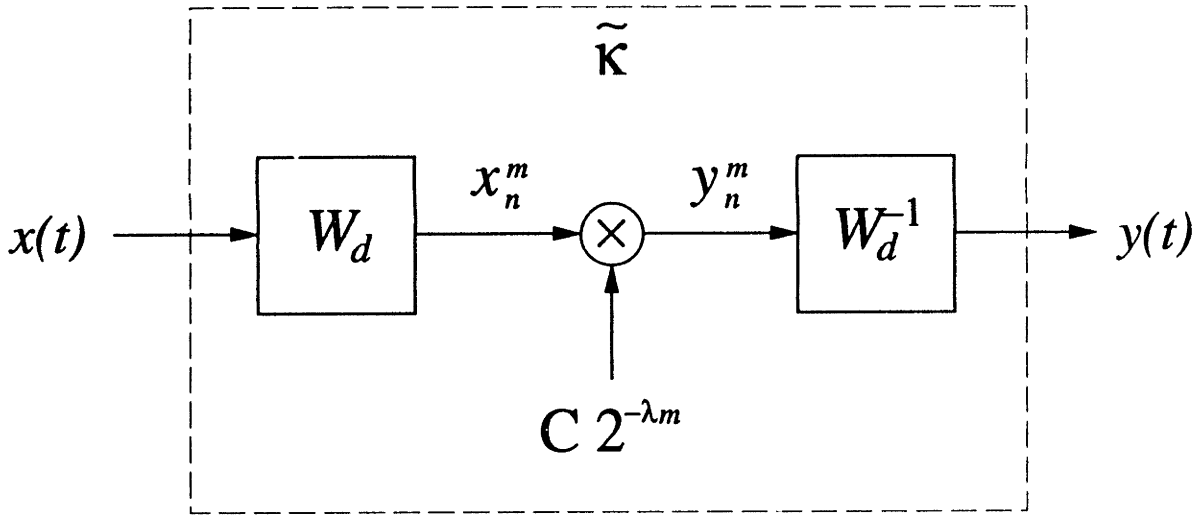 κ̃
x(t)
W_d
x_n^m
×
y_n^m
W_d^{-1}
y(t)
C 2^{-λm}